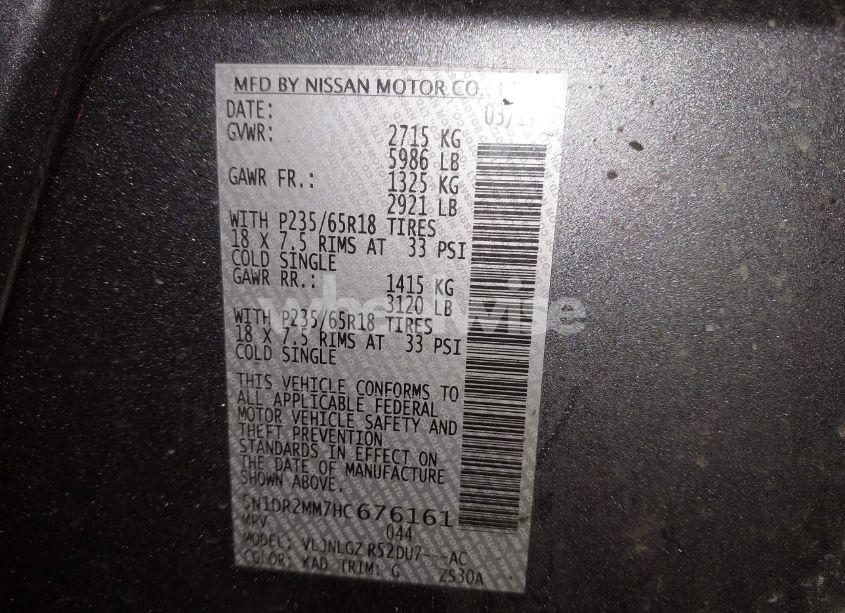 MFD BY NISSAN MOTOR CO.,
DATE: 03/17
GVWR: 2715 KG
5986 LB
GAWR FR.: 1325 KG
2921 LB
WITH P235/65R18 TIRES
18 X 7.5 RIMS AT 33 PSI
COLD SINGLE
GAWR RR.: 1415 KG
3120 LB
WITH P235/65R18 TIRES
18 X 7.5 RIMS AT 33 PSI
COLD SINGLE
THIS VEHICLE CONFORMS TO
ALL APPLICABLE FEDERAL
MOTOR VEHICLE SAFETY AND
THEFT PREVENTION
STANDARDS IN EFFECT ON
THE DATE OF MANUFACTURE
SHOWN ABOVE.
5N1DR2MM7HC676161
MPV 044
MODEL: VLJNLGZ R52DU7---AC
COLOR: KAD TRIM: G ZS30A